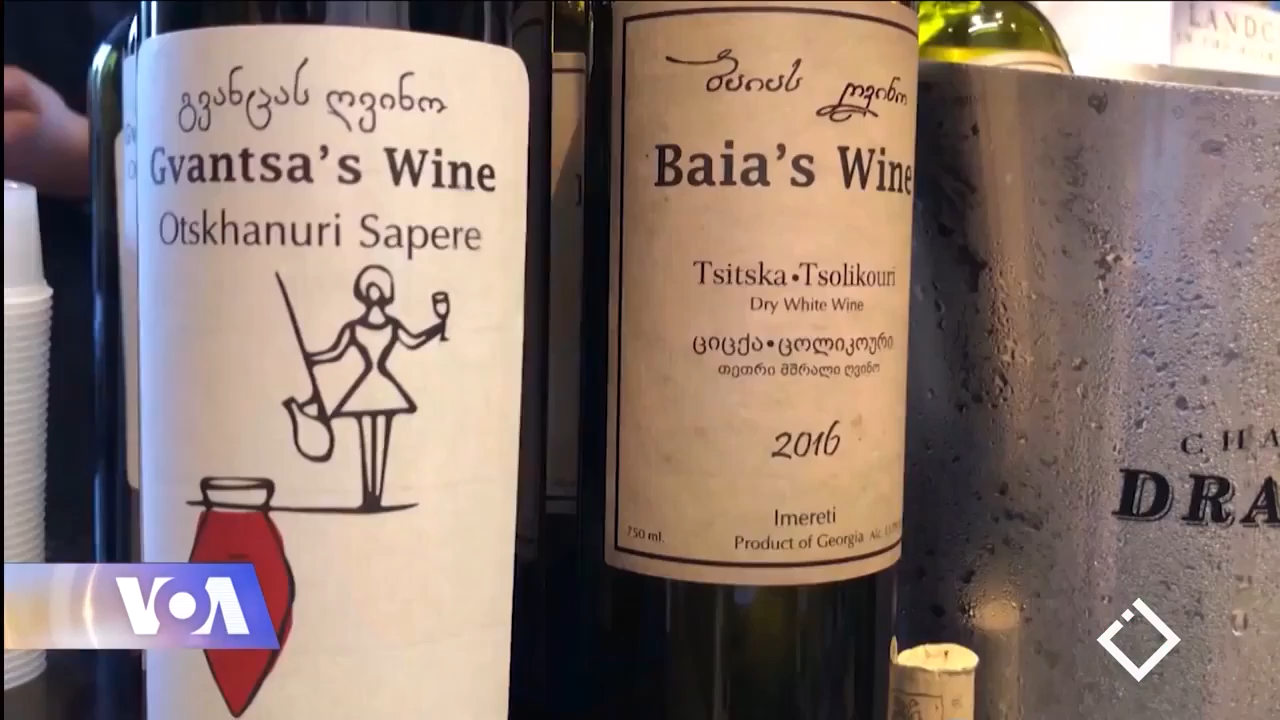 გვანცას ღვინო
Gvantsa's Wine
Otskhanuri Sapere
ბაიას ღვინო
Baia's Wine
Tsitska•Tsolikouri
Dry White Wine
ციცქა•ცოლიკოური
თეთრი მშრალი ღვინო
2016
Imereti
750 ml.
Product of Georgia
LANDC
CHA
DRA
VOA